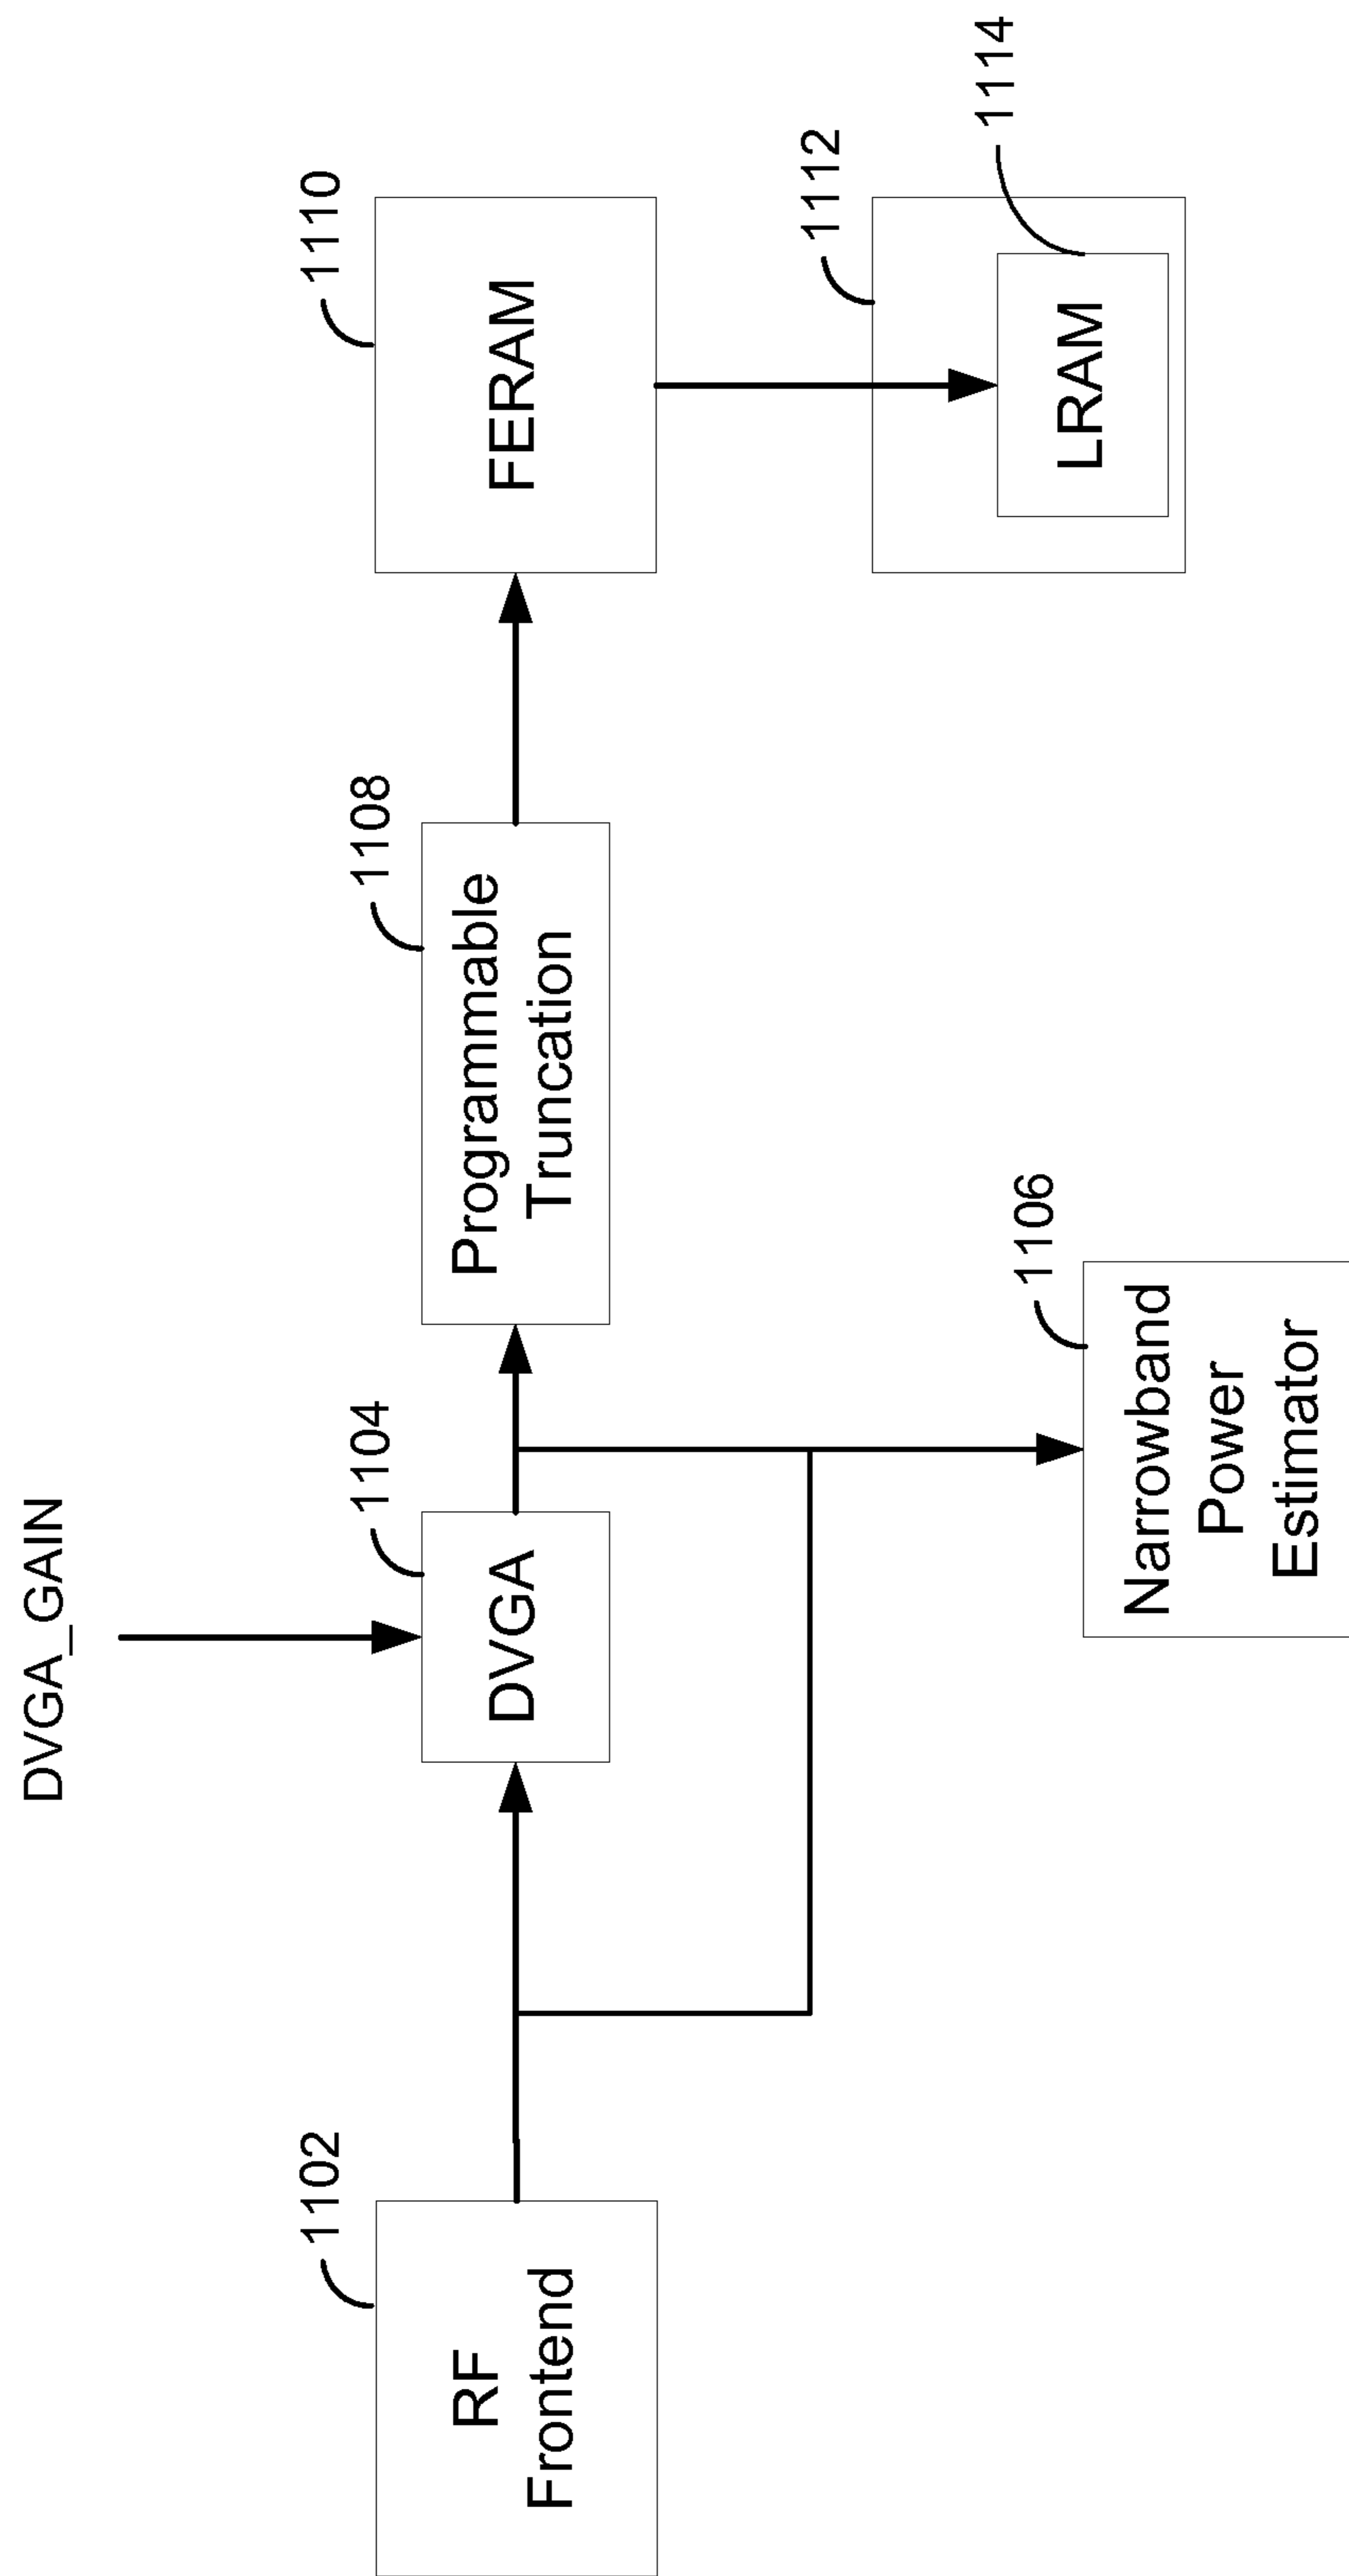 DVGA_GAIN
1102
RF
Frontend
1104
DVGA
1108
Programmable
Truncation
1110
FERAM
1106
Narrowband
Power
Estimator
1112
1114
LRAM